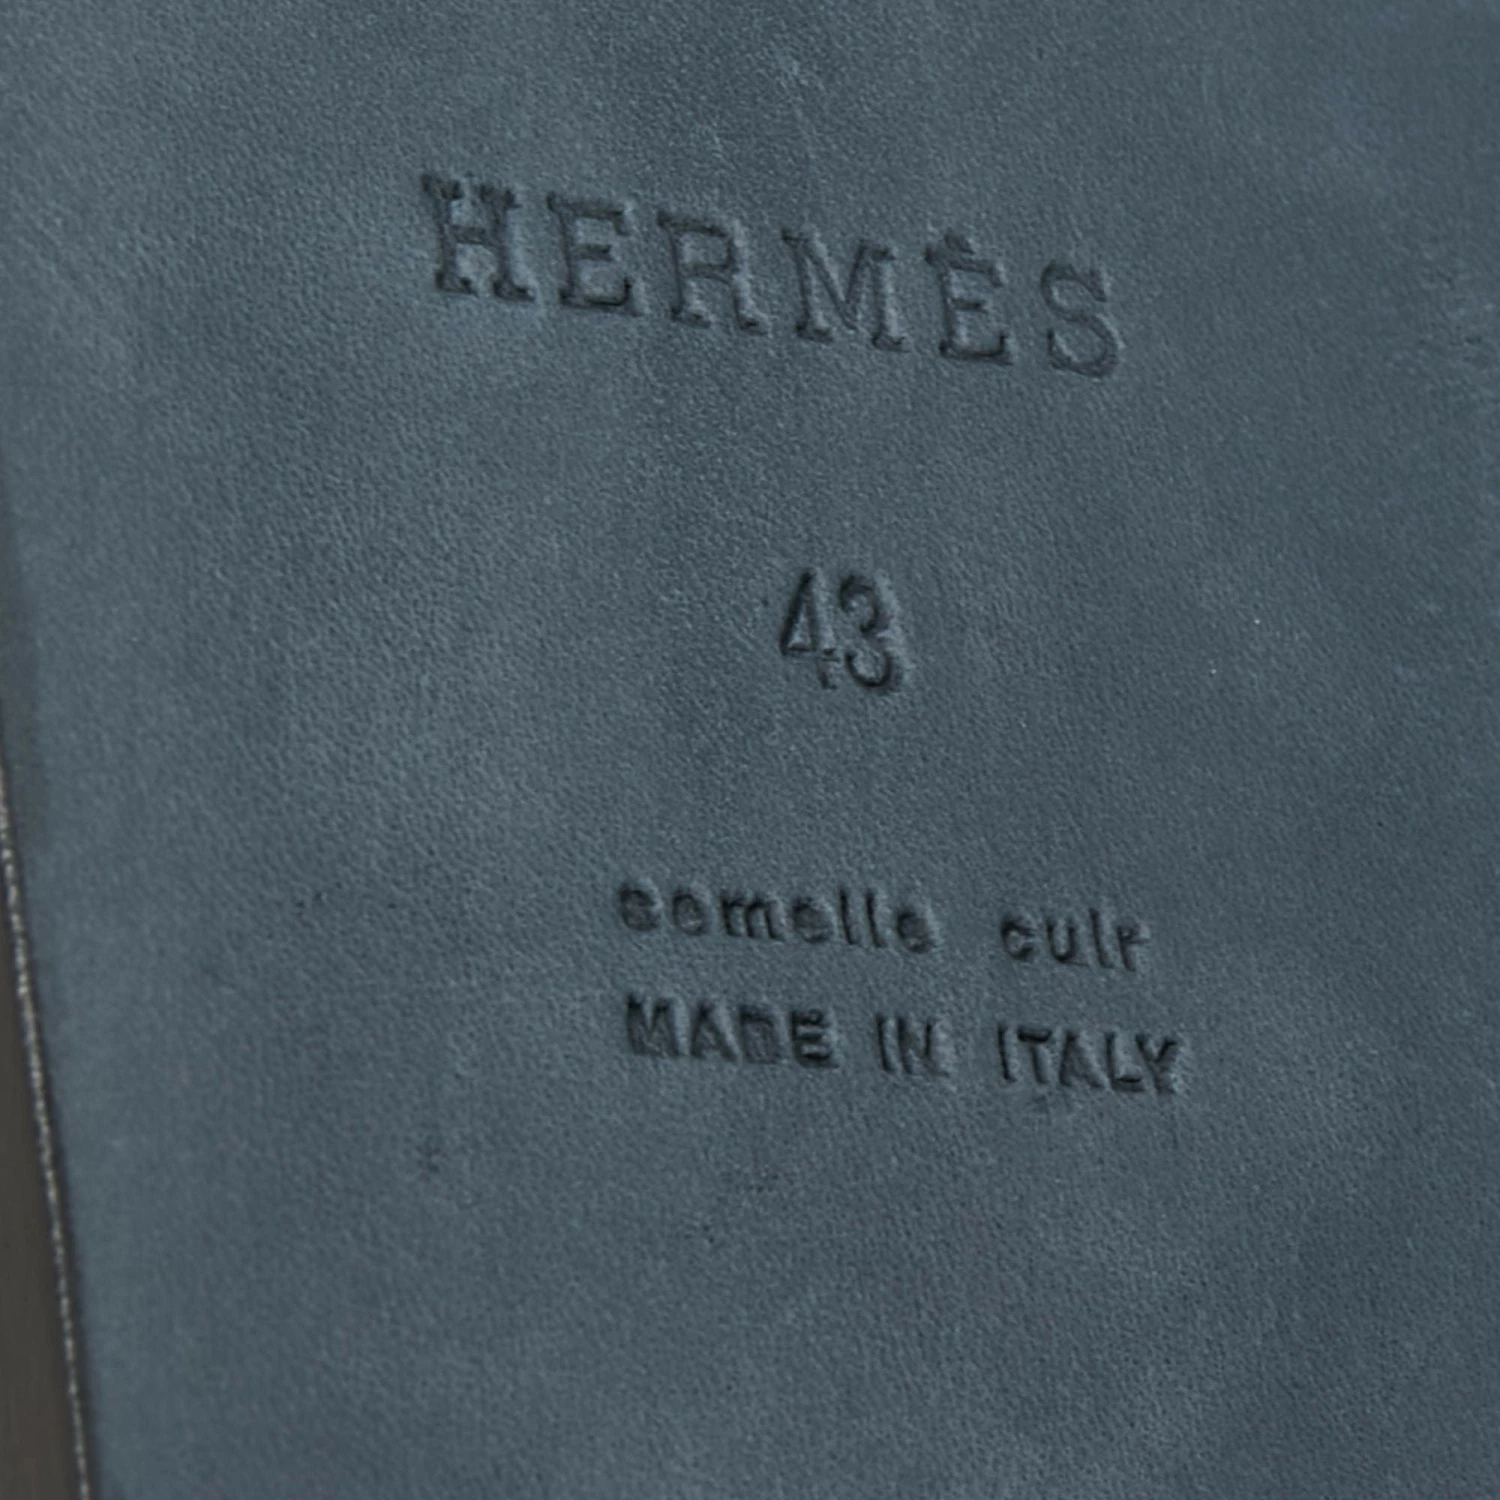 HERMÈS
43
semelle cuir
MADE IN ITALY